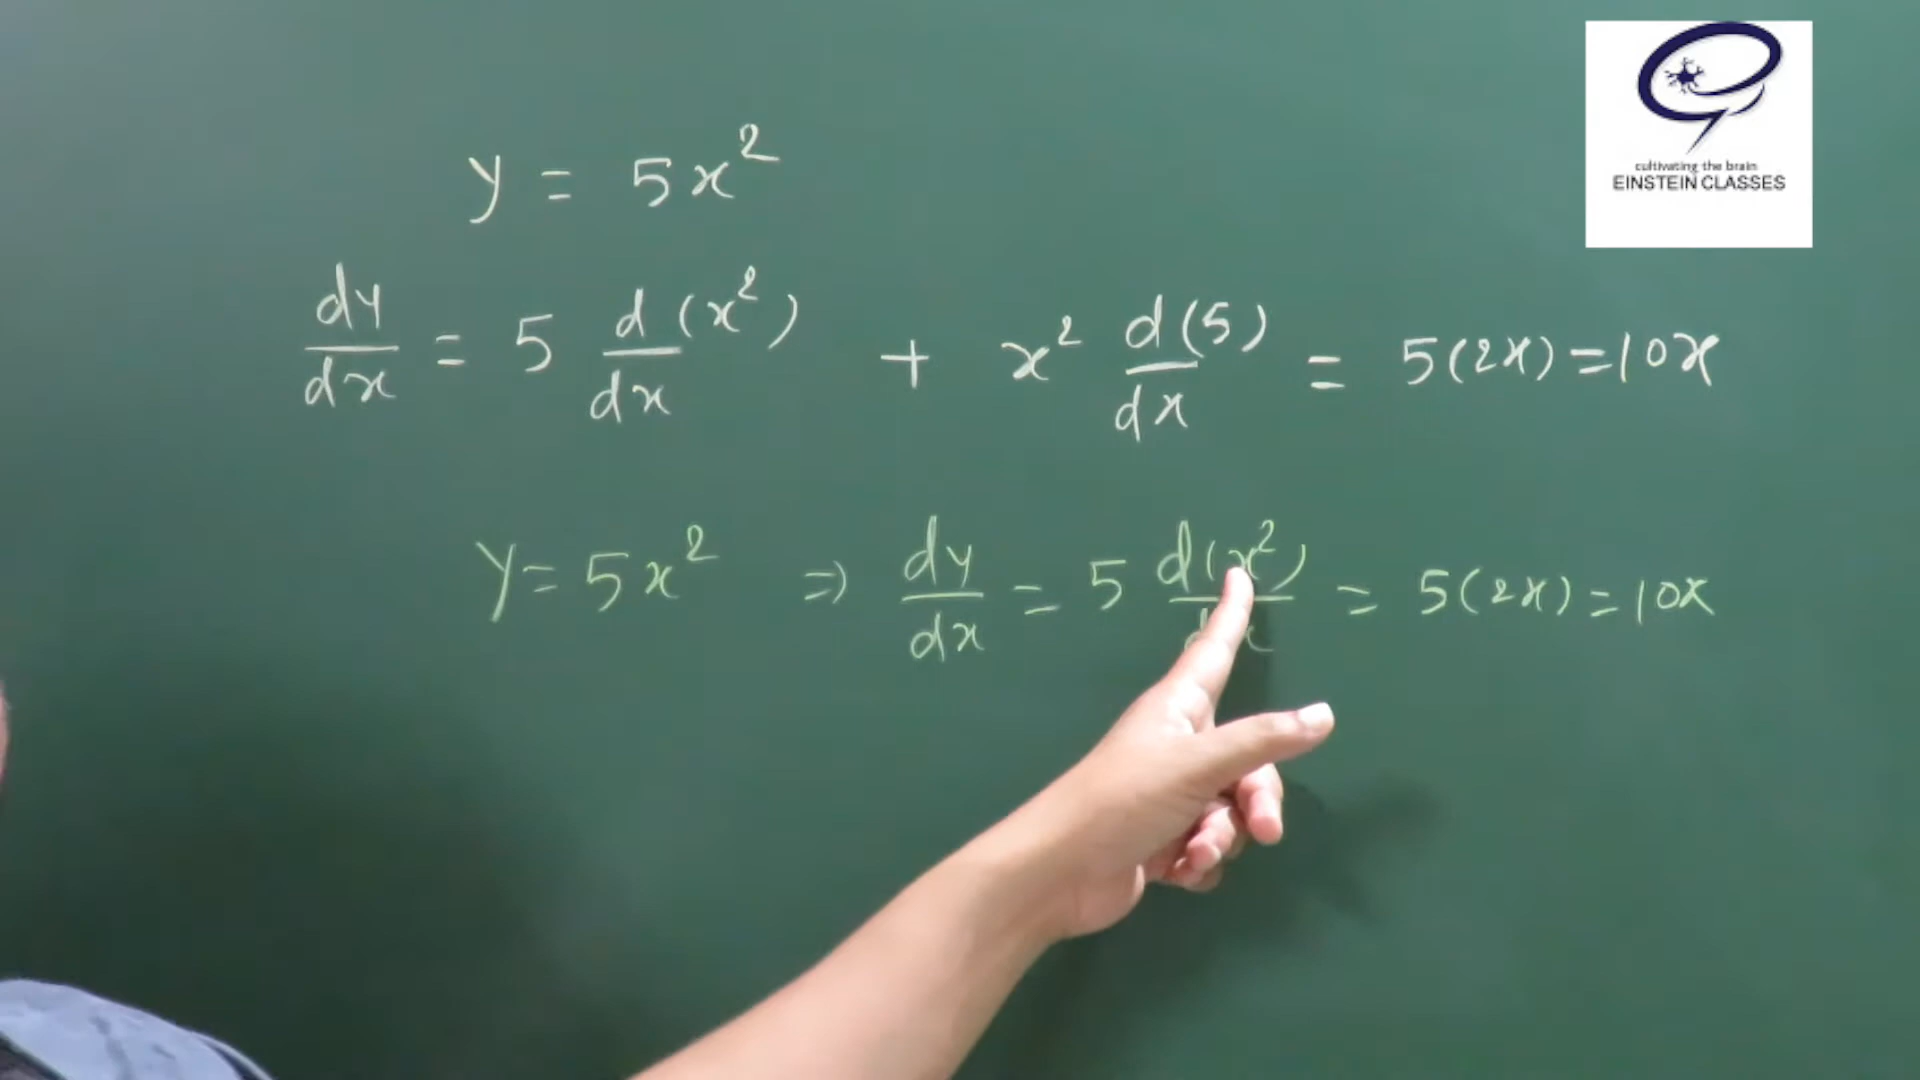 cultivating the brain
EINSTEIN CLASSES
y = 5x²
dy/dx = 5 d(x²)/dx + x² d(5)/dx = 5(2x) = 10x
y = 5x² ⇒ dy/dx = 5 d(x²)/dx = 5(2x) = 10x